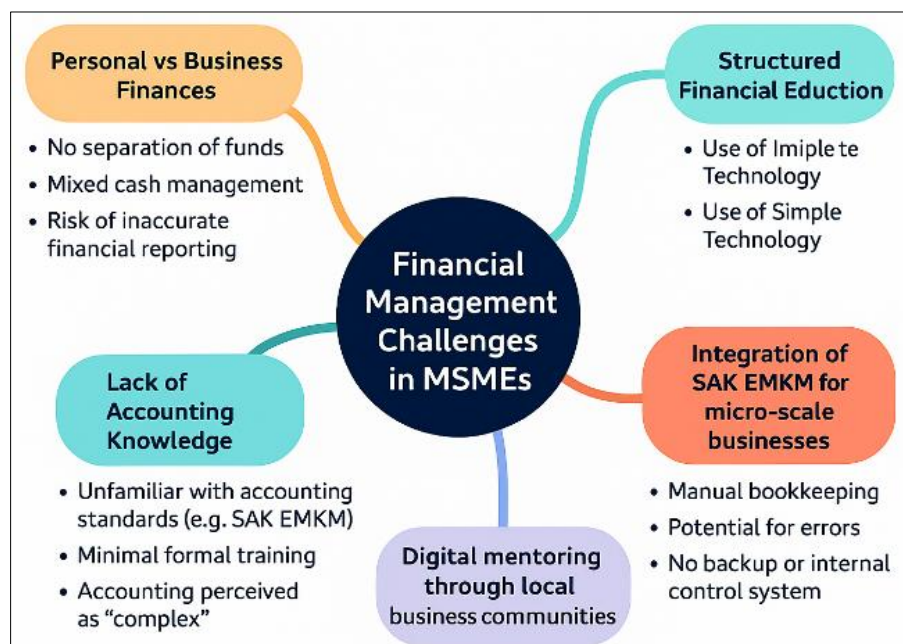 Personal vs Business
Finances
• No separation of funds
• Mixed cash management
• Risk of inaccurate
financial reporting
Structured
Financial Eduction
• Use of Imiple te
Technology
• Use of Simple
Technology
Financial
Management
Challenges
in MSMEs
Lack of
Accounting
Knowledge
• Unfamiliar with accounting
standards (e.g. SAK EMKM)
• Minimal formal training
• Accounting perceived
as “complex”
Integration of
SAK EMKM for
micro-scale
businesses
• Manual bookkeeping
• Potential for errors
• No backup or internal
control system
Digital mentoring
through local
business communities